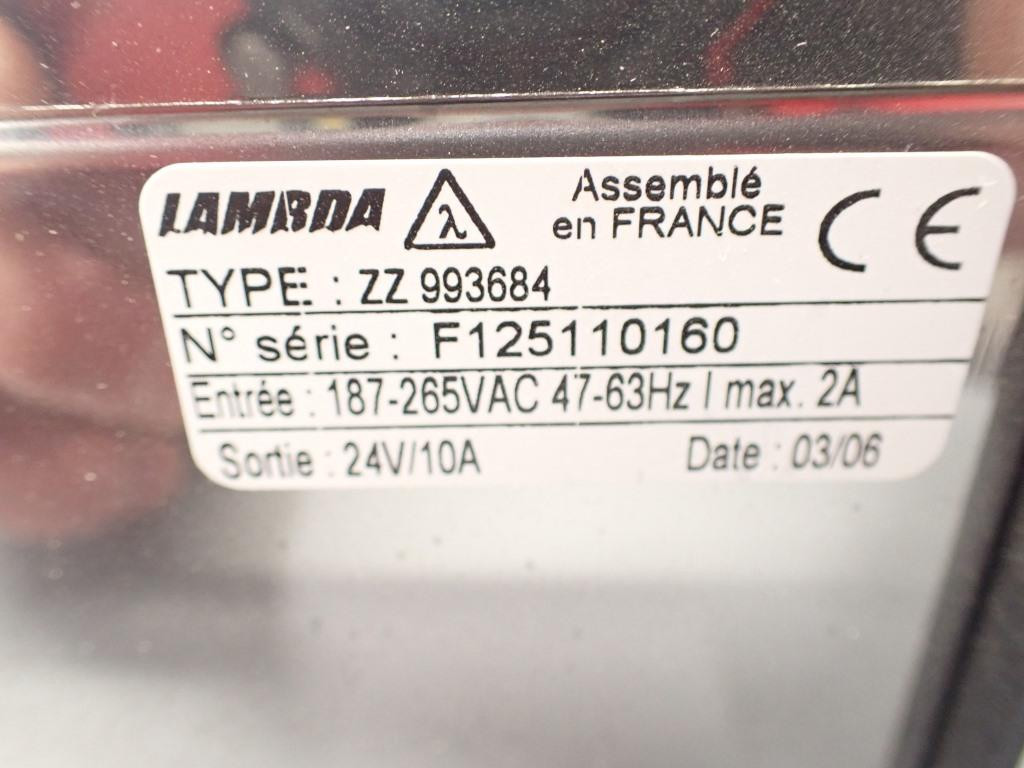 LAMBDA λ Assemblé
en FRANCE CE
TYPE : ZZ 993684
N° série : F125110160
Entrée : 187-265VAC 47-63Hz I max. 2A
Sortie : 24V/10A Date : 03/06